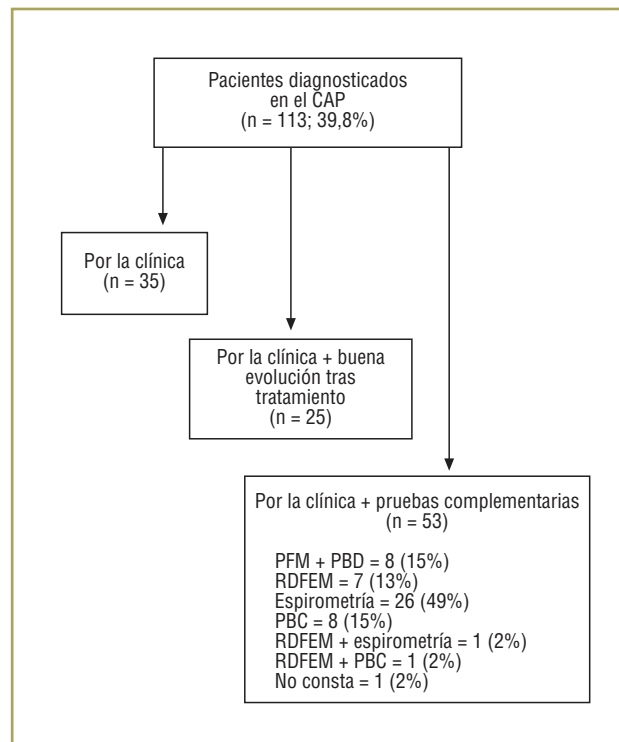 Pacientes diagnosticados
en el CAP
(n = 113; 39,8%)
Por la clínica
(n = 35)
Por la clínica + buena
evolución tras
tratamiento
(n = 25)
Por la clínica + pruebas complementarias
(n = 53)
PFM + PBD = 8 (15%)
RDFEM = 7 (13%)
Espirometría = 26 (49%)
PBC = 8 (15%)
RDFEM + espirometría = 1 (2%)
RDFEM + PBC = 1 (2%)
No consta = 1 (2%)